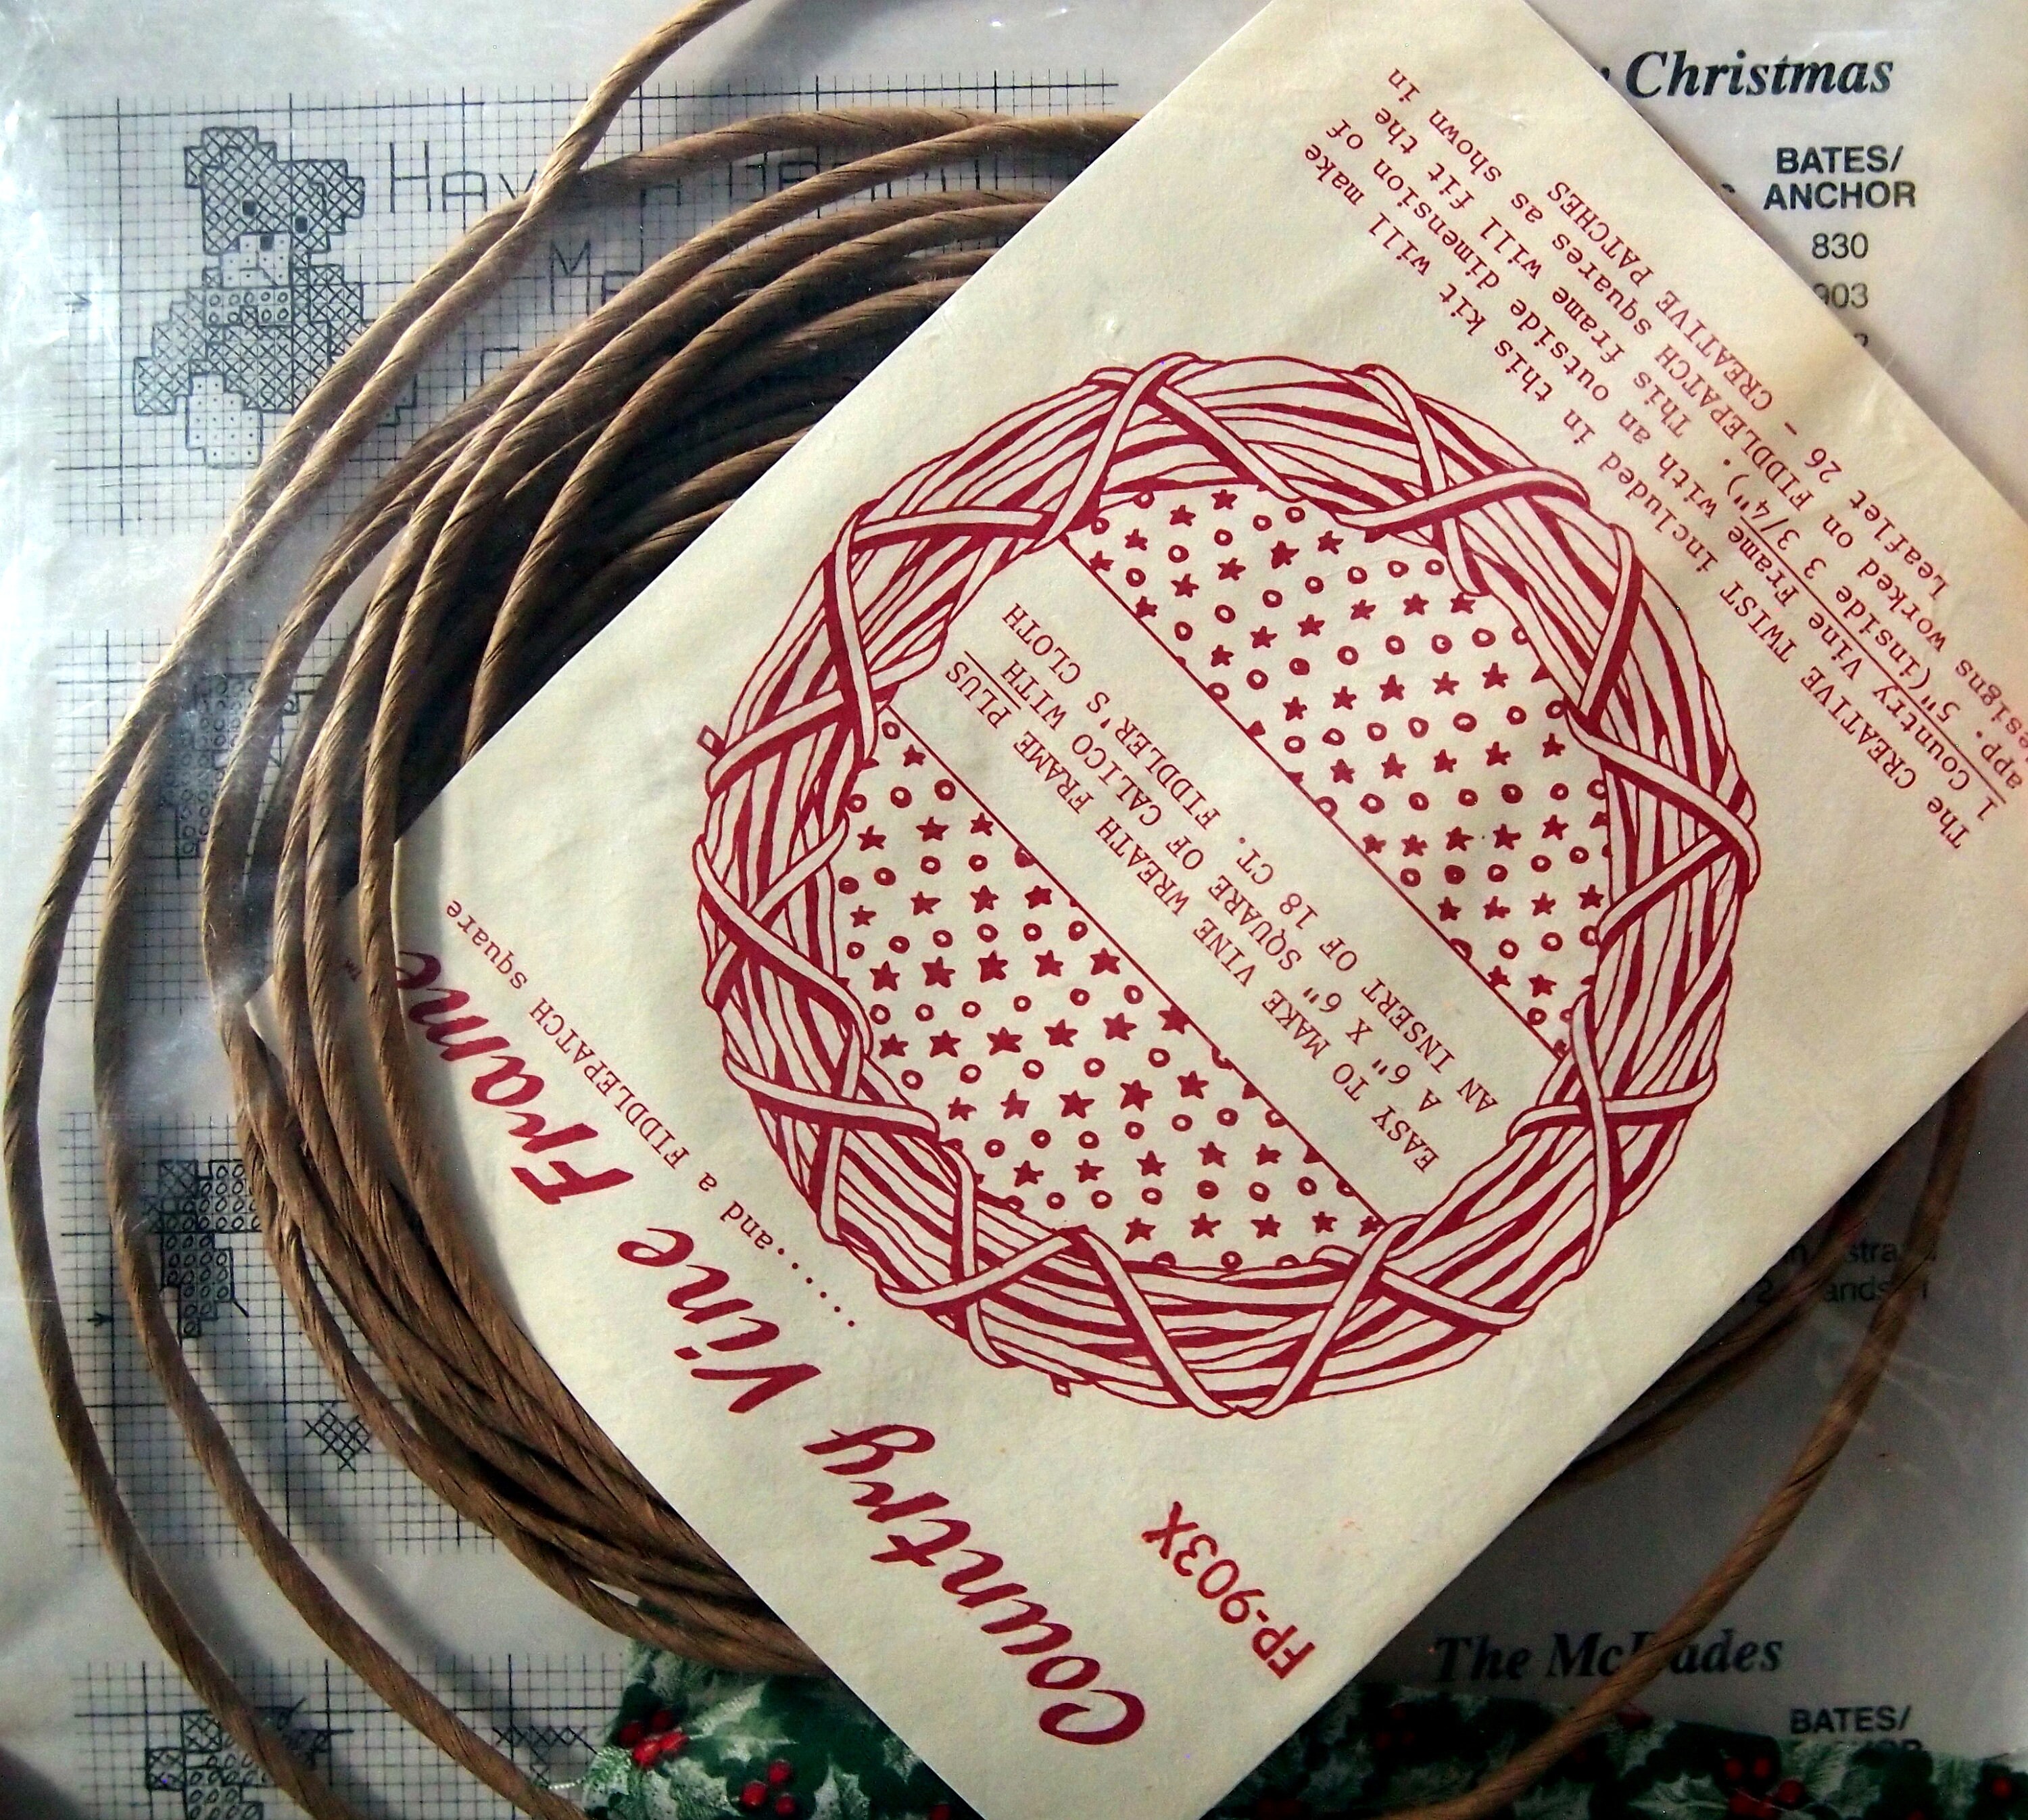 FP-903X
Country Vine Frame™
......and a FIDDLEPATCH square
EASY TO MAKE VINE WREATH FRAME PLUS
A 6" X 6" SQUARE OF CALICO WITH
AN INSERT OF 18 CT. FIDDLER'S CLOTH
The CREATIVE TWIST included in this kit will make
1 Country Vine Frame with an outside dimension of
app. 5"(inside 3 3/4"). This frame will fit the
designs worked on FIDDLEPATCH squares as shown in
Leaflet 26 - CREATIVE PATCHES
Christmas
BATES/
ANCHOR
830
903
HAV
The McDades
BATES/